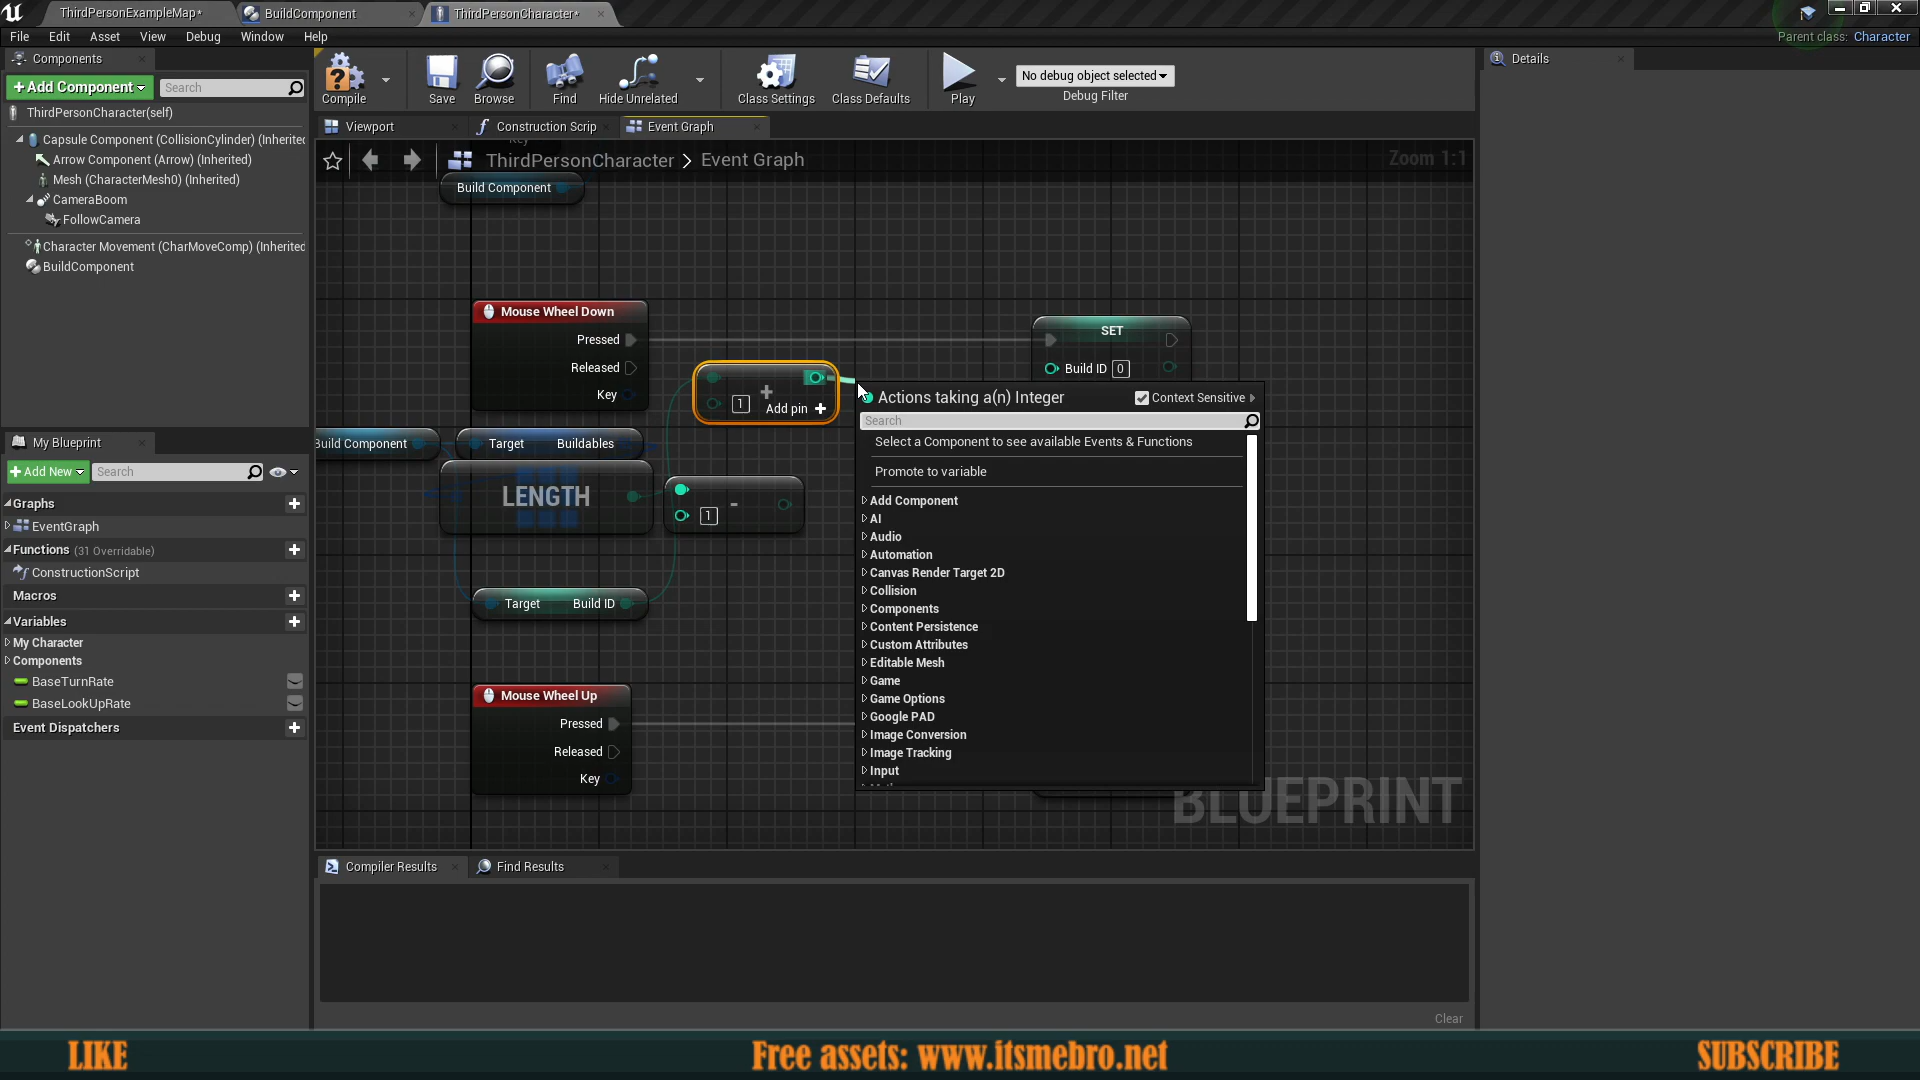 ThirdPersonExampleMap*
BuildComponent
ThirdPersonCharacter*
File Edit Asset View Debug Window Help
Parent class: Character
Components
+ Add Component
Search
ThirdPersonCharacter(self)
Capsule Component (CollisionCylinder) (Inherited
Arrow Component (Arrow) (Inherited)
Mesh (CharacterMesh0) (Inherited)
CameraBoom
FollowCamera
Character Movement (CharMoveComp) (Inherited
BuildComponent
Compile
Save
Browse
Find
Hide Unrelated
Class Settings
Class Defaults
Play
No debug object selected
Debug Filter
Details
Viewport
Construction Scrip
Event Graph
ThirdPersonCharacter > Event Graph
Zoom 1:1
Key
Build Component
Mouse Wheel Down
Pressed
Released
Key
SET
Build ID 0
+
1
Add pin +
Build Component
Target Buildables
LENGTH
-
1
Target Build ID
Mouse Wheel Up
Pressed
Released
Key
Actions taking a(n) Integer
Context Sensitive
Search
Select a Component to see available Events & Functions
Promote to variable
Add Component
AI
Audio
Automation
Canvas Render Target 2D
Collision
Components
Content Persistence
Custom Attributes
Editable Mesh
Game
Game Options
Google PAD
Image Conversion
Image Tracking
Input
BLUEPRINT
My Blueprint
+ Add New
Search
Graphs
EventGraph
Functions (31 Overridable)
ConstructionScript
Macros
Variables
My Character
Components
BaseTurnRate
BaseLookUpRate
Event Dispatchers
Compiler Results
Find Results
Clear
LIKE
Free assets: www.itsmebro.net
SUBSCRIBE